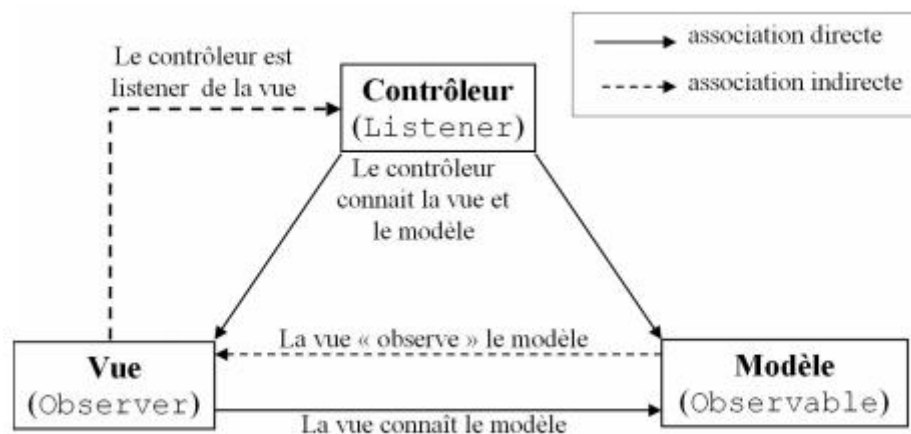 Le contrôleur est
listener de la vue
Contrôleur
(Listener)
association directe
association indirecte
Le contrôleur
connait la vue et
le modèle
La vue « observe » le modèle
Vue
(Observer)
Modèle
(Observable)
La vue connaît le modèle